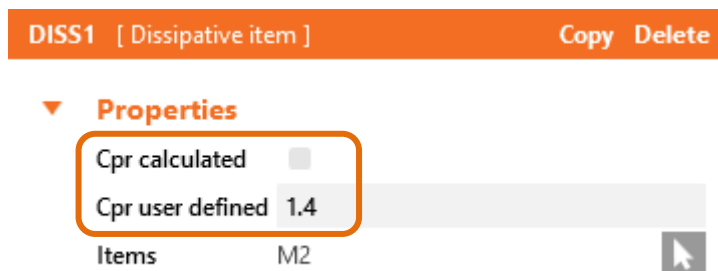 DISS1 [ Dissipative item ] Copy Delete
Properties
Cpr calculated
Cpr user defined 1.4
Items M2